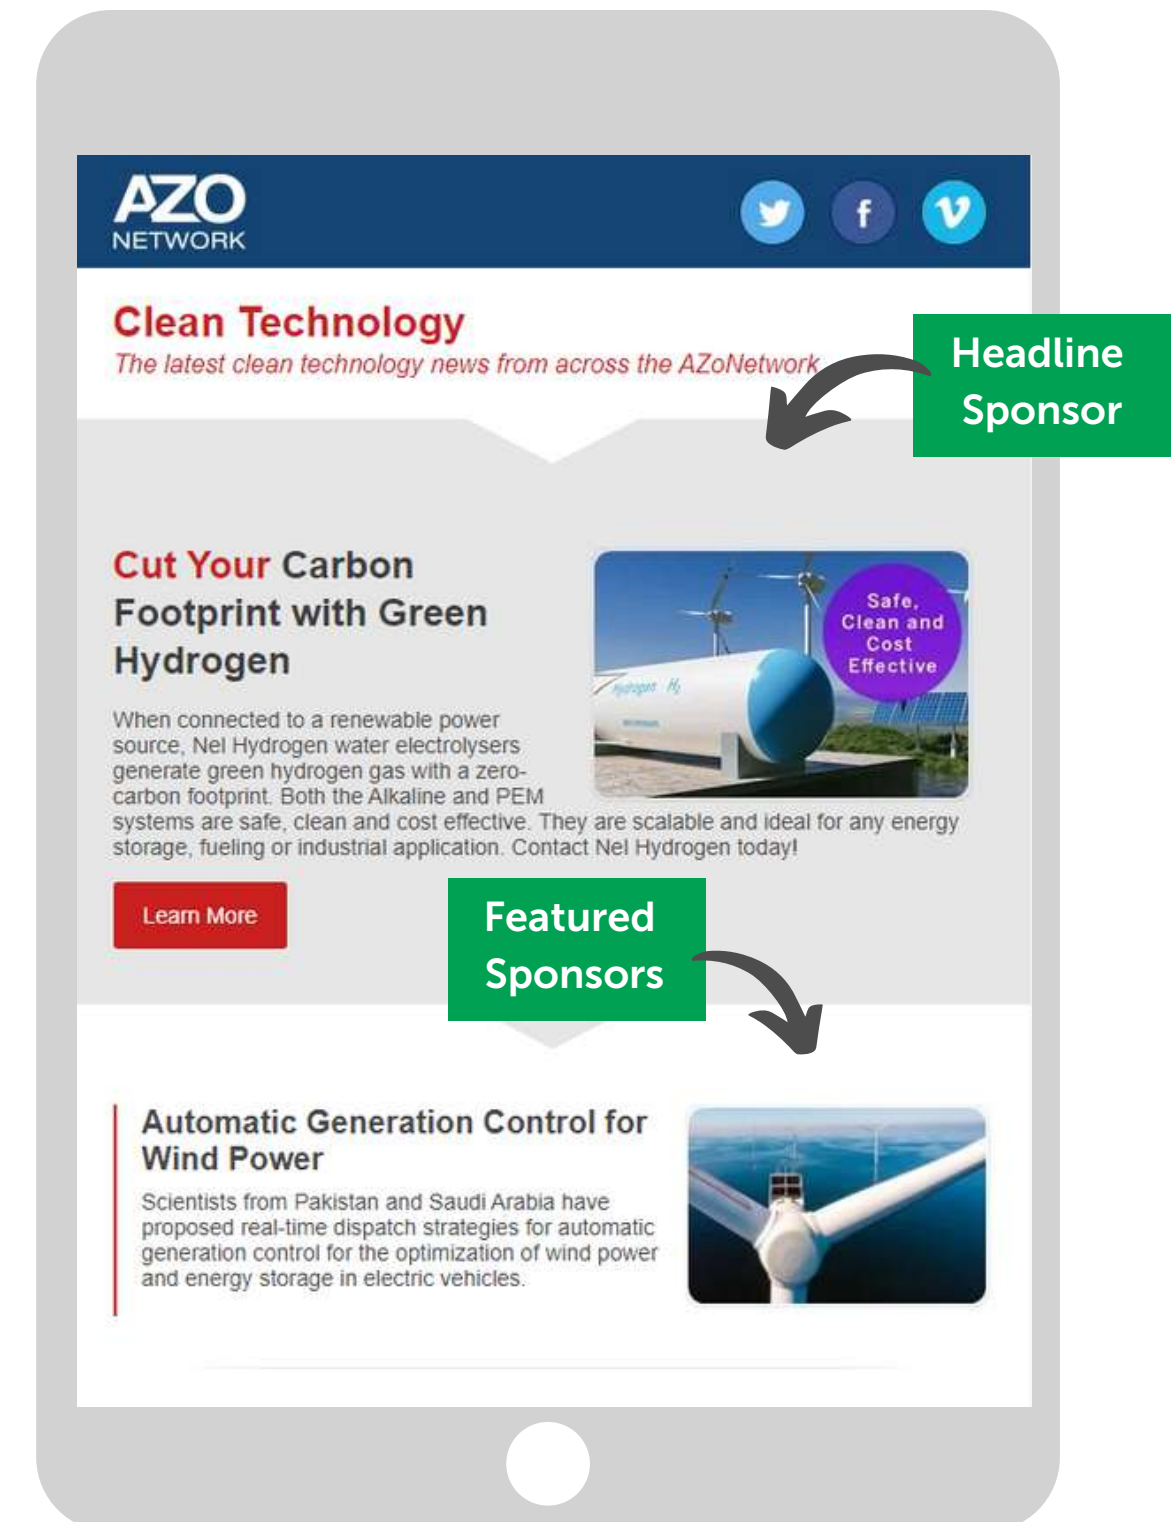 AZO
NETWORK
Clean Technology
The latest clean technology news from across the AZoNetwork
Headline
Sponsor
Cut Your Carbon
Footprint with Green
Hydrogen
Safe,
Clean and
Cost
Effective
Hydrogen H₂
When connected to a renewable power
source, Nel Hydrogen water electrolysers
generate green hydrogen gas with a zero-
carbon footprint. Both the Alkaline and PEM
systems are safe, clean and cost effective. They are scalable and ideal for any energy
storage, fueling or industrial application. Contact Nel Hydrogen today!
Learn More
Featured
Sponsors
Automatic Generation Control for
Wind Power
Scientists from Pakistan and Saudi Arabia have
proposed real-time dispatch strategies for automatic
generation control for the optimization of wind power
and energy storage in electric vehicles.